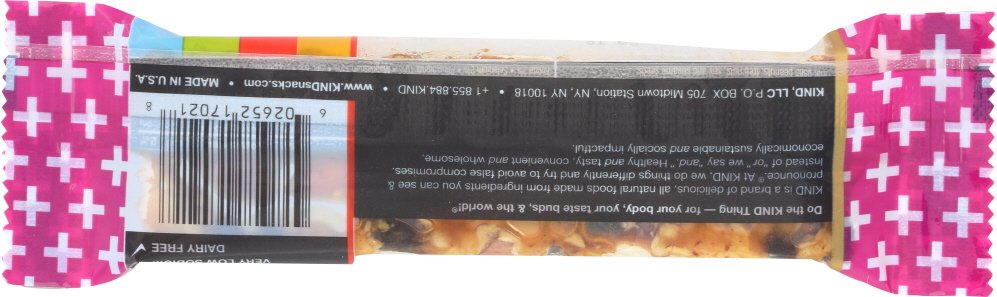 Do the KIND Thing — for your body, your taste buds, & the world!®
KIND is a brand of delicious, all natural foods made from ingredients you can see &
pronounce.® At KIND, we do things differently and try to avoid false compromises.
Instead of "or" we say "and." Healthy and tasty, convenient and wholesome,
economically sustainable and socially impactful.
KIND, LLC P.O. BOX 705 Midtown Station, NY, NY 10018 • +1 855.884.KIND • www.KINDsnacks.com • MADE IN U.S.A.
VERY LOW SODIUM
DAIRY FREE
6 02652 17021 8